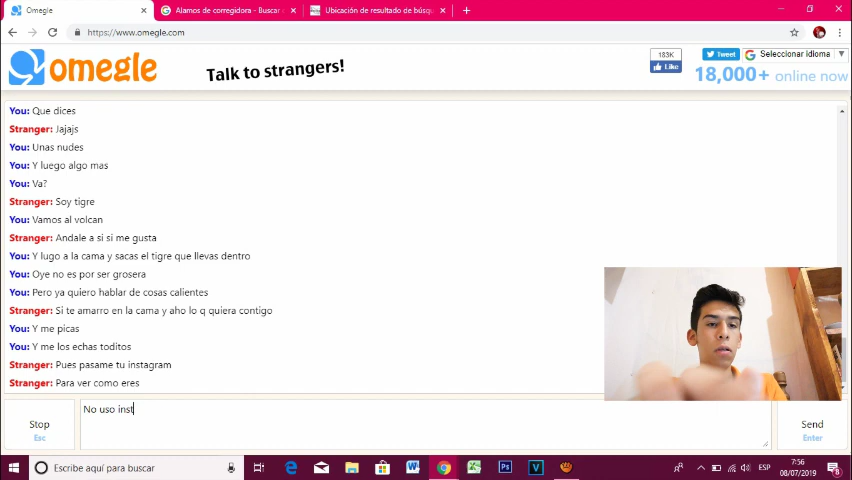 Omegle
Alamos de corregidora - Buscar
Ubicación de resultado de búsqu
https://www.omegle.com
omegle
Talk to strangers!
183K
Like
Tweet
Seleccionar idioma
18,000+ online now
You: Que dices
Stranger: Jajajs
You: Unas nudes
You: Y luego algo mas
You: Va?
Stranger: Soy tigre
You: Vamos al volcan
Stranger: Andale a si si me gusta
You: Y lugo a la cama y sacas el tigre que llevas dentro
You: Oye no es por ser grosera
You: Pero ya quiero hablar de cosas calientes
Stranger: Si te amarro en la cama y aho lo q quiera contigo
You: Y me picas
You: Y me los echas toditos
Stranger: Pues pasame tu instagram
Stranger: Para ver como eres
No uso inst
Stop
Esc
Send
Enter
Escribe aquí para buscar
ESP
7:56
08/07/2019
8